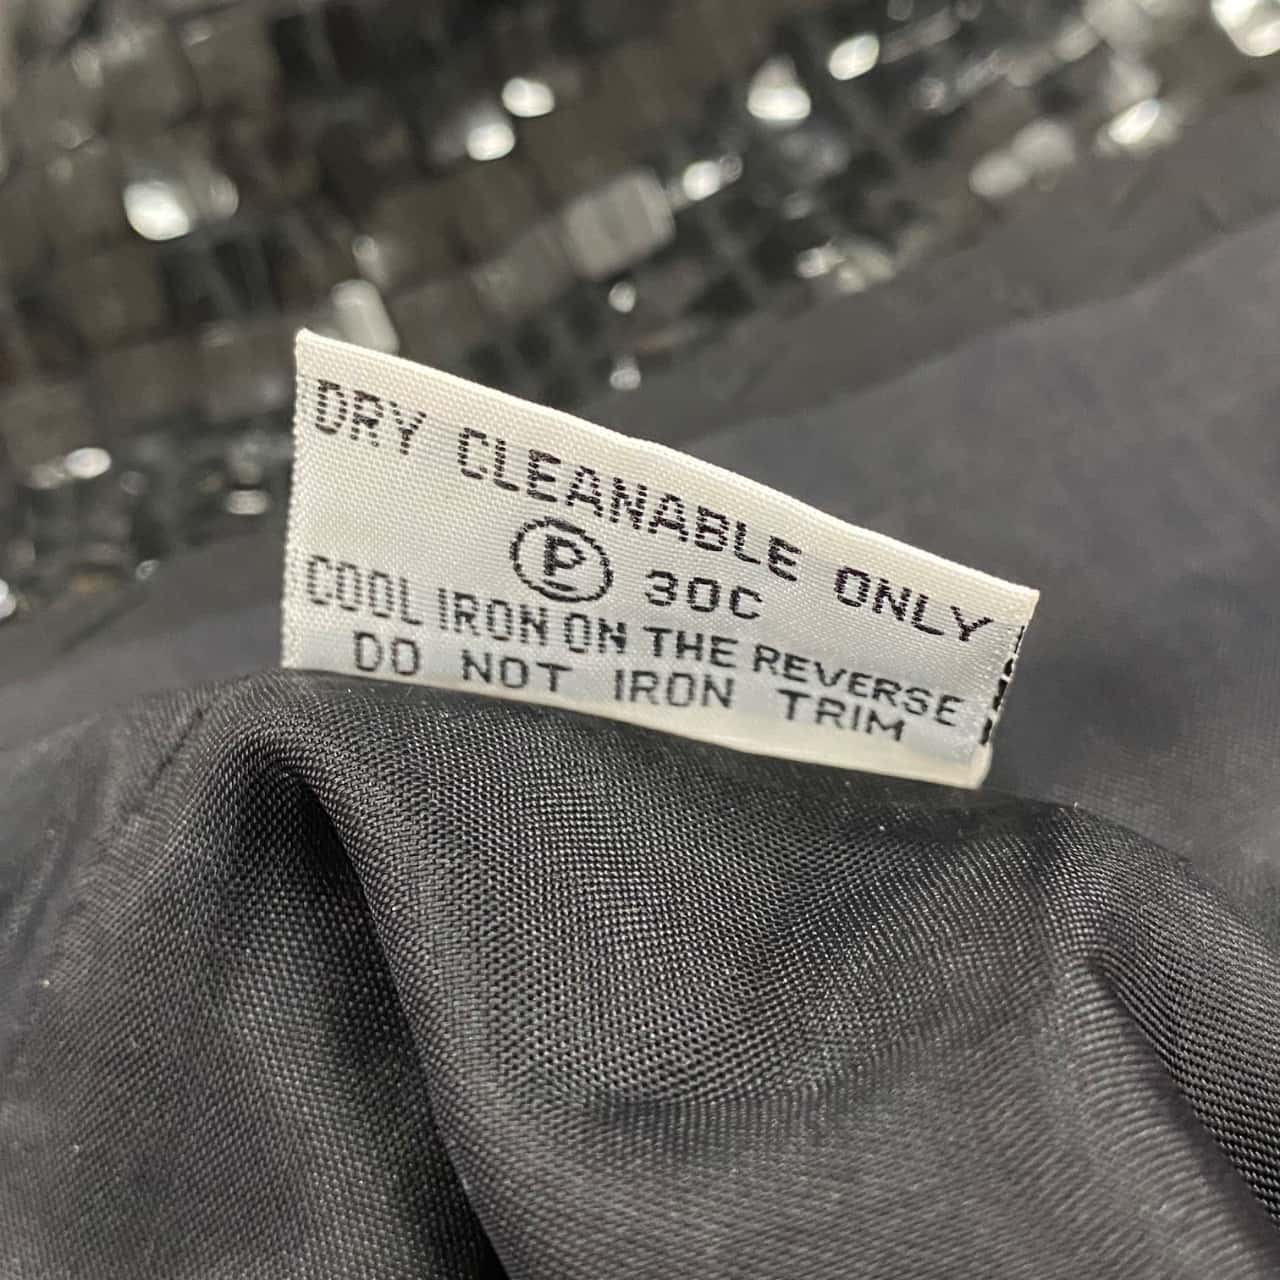 DRY CLEANABLE ONLY
P 30C
COOL IRON ON THE REVERSE
DO NOT IRON TRIM